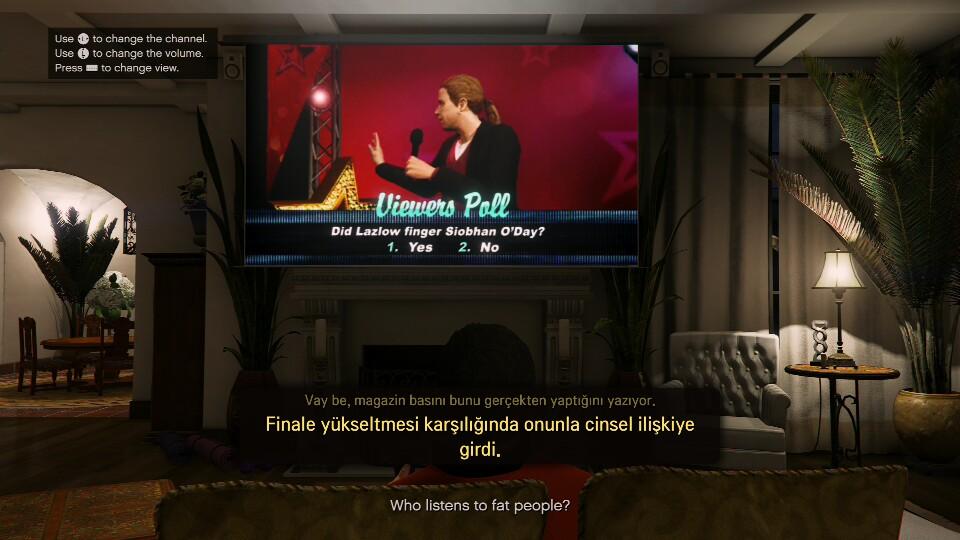 Use to change the channel.
Use to change the volume.
Press to change view.
Viewers Poll
Did Lazlow finger Siobhan O'Day?
1. Yes 2. No
Vay be, magazin basını bunu gerçekten yaptığını yazıyor.
Finale yükseltmesi karşılığında onunla cinsel ilişkiye
girdi.
Who listens to fat people?